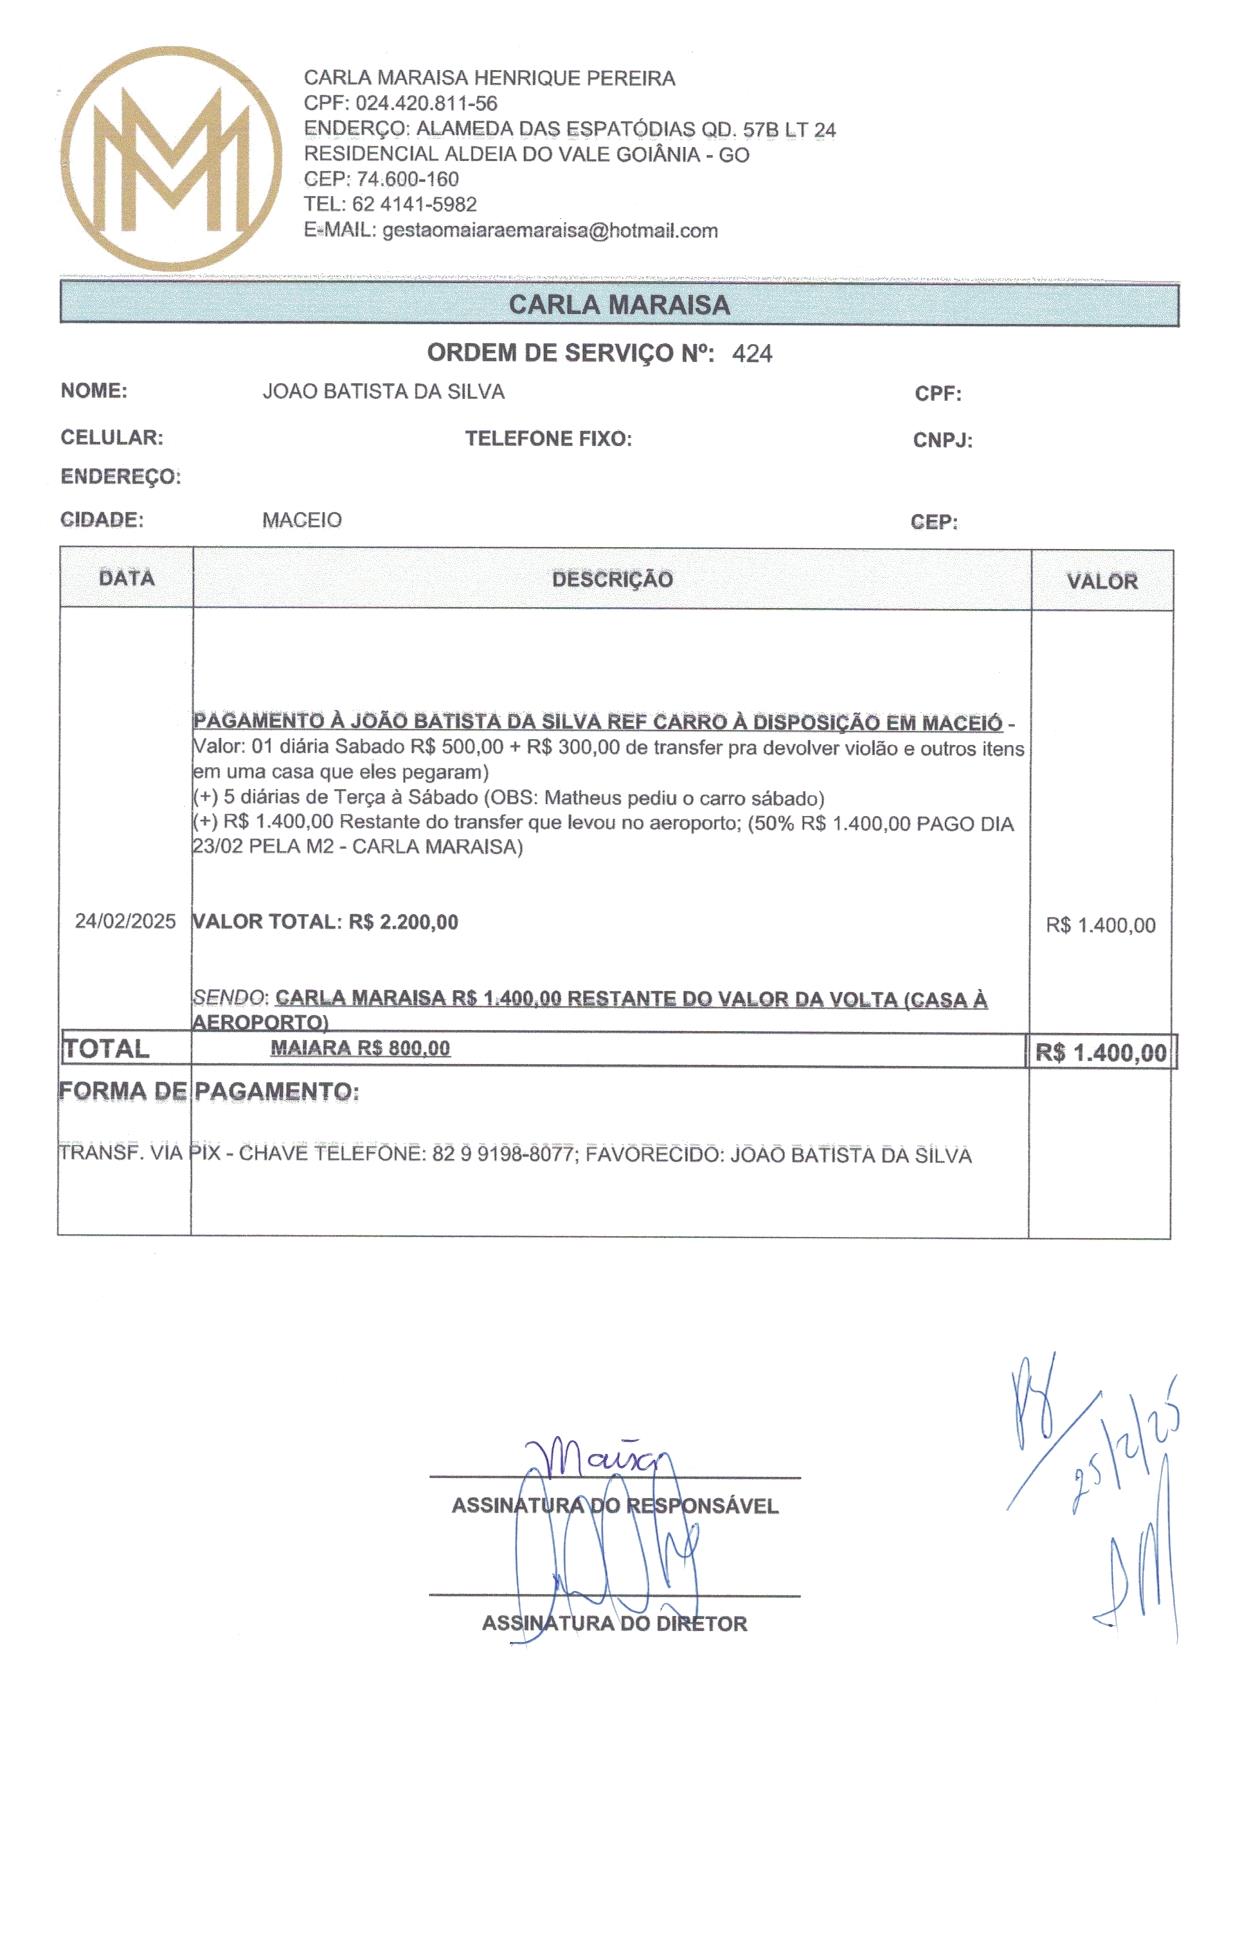 MM
CARLA MARAISA HENRIQUE PEREIRA
CPF: 024.420.811-56
ENDERÇO: ALAMEDA DAS ESPATÓDIAS QD. 57B LT 24
RESIDENCIAL ALDEIA DO VALE GOIÂNIA - GO
CEP: 74.600-160
TEL: 62 4141-5982
E-MAIL: gestaomaiaraemaraisa@hotmail.com
CARLA MARAISA
ORDEM DE SERVIÇO Nº: 424
NOME: JOAO BATISTA DA SILVA CPF:
CELULAR: TELEFONE FIXO: CNPJ:
ENDEREÇO:
CIDADE: MACEIO CEP:
DATA DESCRIÇÃO VALOR
PAGAMENTO À JOÃO BATISTA DA SILVA REF CARRO À DISPOSIÇÃO EM MACEIÓ -
Valor: 01 diária Sabado R$ 500,00 + R$ 300,00 de transfer pra devolver violão e outros itens
em uma casa que eles pegaram)
(+) 5 diárias de Terça à Sábado (OBS: Matheus pediu o carro sábado)
(+) R$ 1.400,00 Restante do transfer que levou no aeroporto; (50% R$ 1.400,00 PAGO DIA
23/02 PELA M2 - CARLA MARAISA)
24/02/2025 VALOR TOTAL: R$ 2.200,00 R$ 1.400,00
SENDO: CARLA MARAISA R$ 1.400,00 RESTANTE DO VALOR DA VOLTA (CASA À
AEROPORTO)
TOTAL MAIARA R$ 800,00 R$ 1.400,00
FORMA DE PAGAMENTO:
TRANSF. VIA PIX - CHAVE TELEFONE: 82 9 9198-8077; FAVORECIDO: JOAO BATISTA DA SILVA
25/2/25
ASSINATURA DO RESPONSÁVEL
ASSINATURA DO DIRETOR